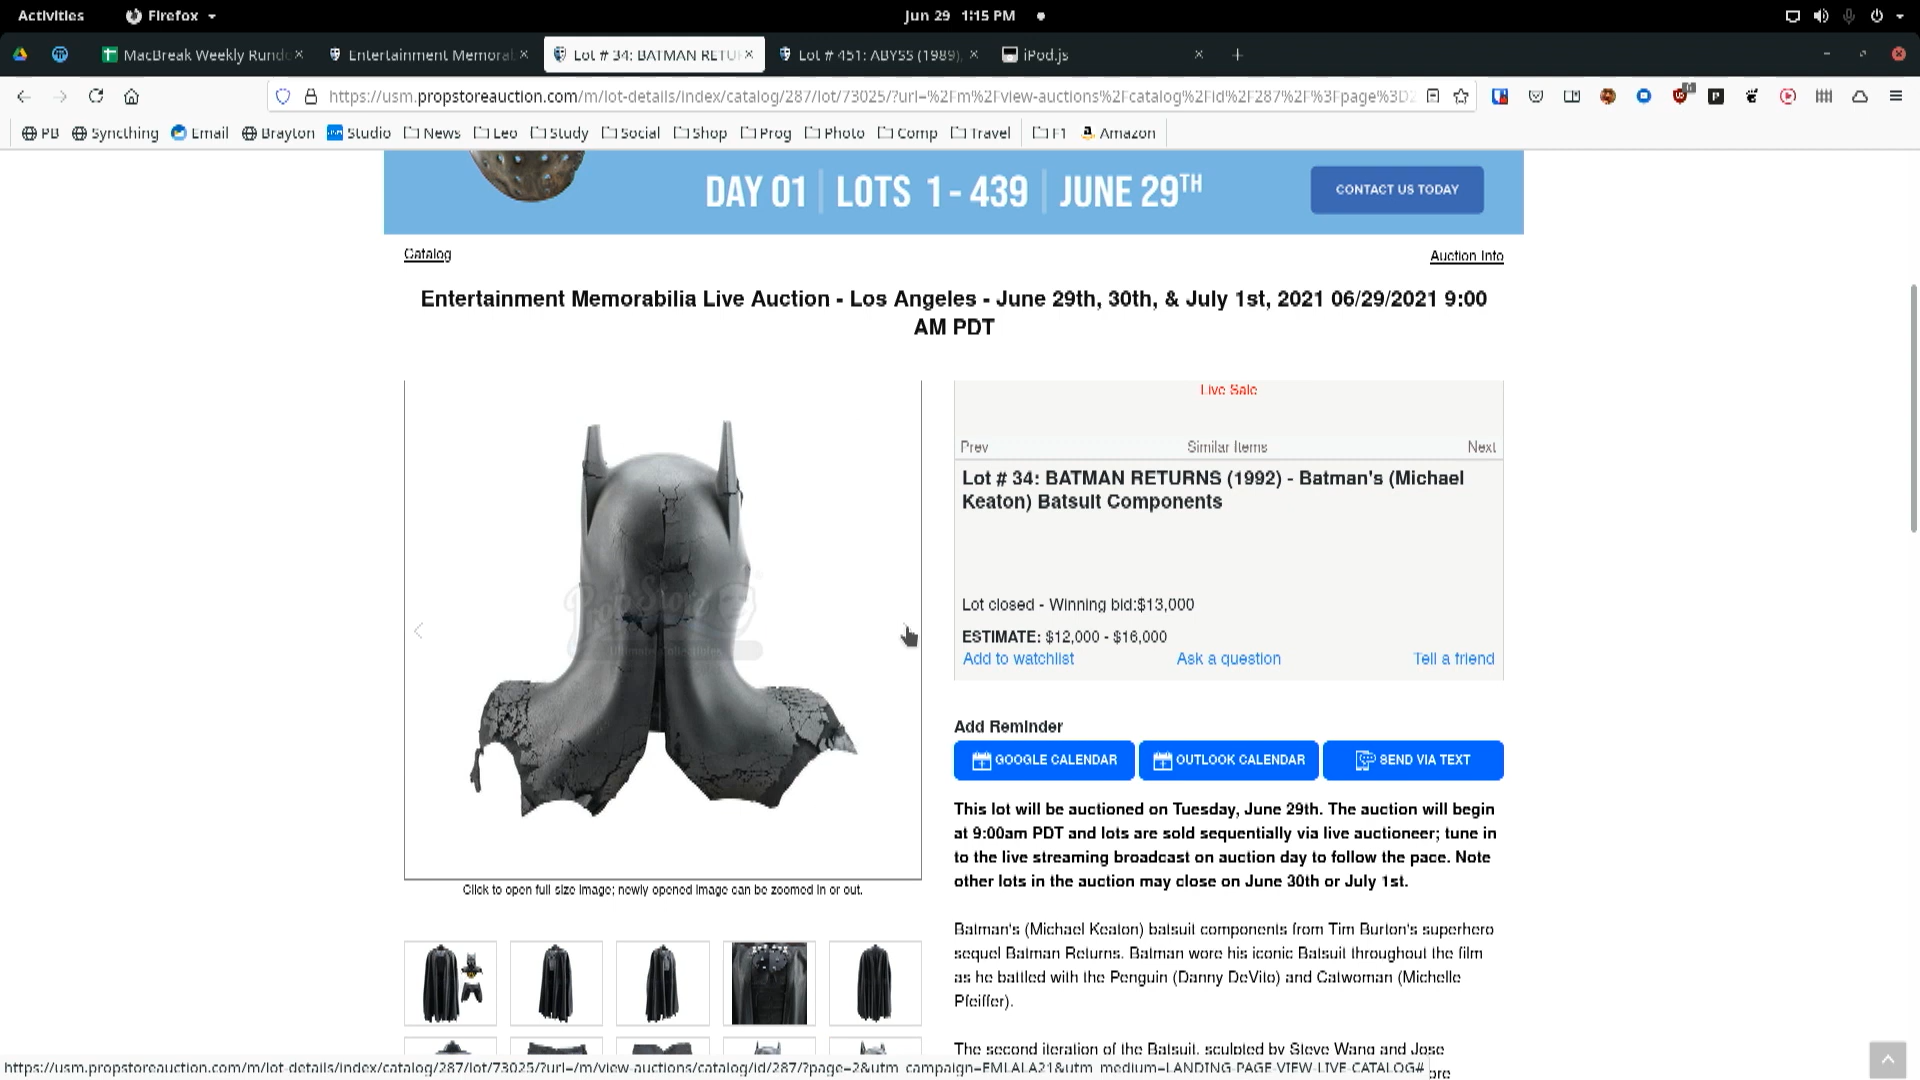 Activities
Firefox
Jun 29 1:15 PM
MacBreak Weekly Rundo
Entertainment Memorabi
Lot # 34: BATMAN RETUR
Lot # 451: ABYSS (1989),
iPod.js
https://usm.propstoreauction.com/m/lot-details/index/catalog/287/lot/73025/?url=%2Fm%2Fview-auctions%2Fcatalog%2Fid%2F287%2F%3Fpage%3D2
PB
Syncthing
Email
Brayton
Studio
News
Leo
Study
Social
Shop
Prog
Photo
Comp
Travel
F1
Amazon
DAY 01 | LOTS 1 - 439 | JUNE 29TH
CONTACT US TODAY
Catalog
Auction Info
Entertainment Memorabilia Live Auction - Los Angeles - June 29th, 30th, & July 1st, 2021 06/29/2021 9:00
AM PDT
PropStore
Ultimate Collectibles
Click to open full size image; newly opened image can be zoomed in or out.
Live Sale
Prev
Similar Items
Next
Lot # 34: BATMAN RETURNS (1992) - Batman's (Michael
Keaton) Batsuit Components
Lot closed - Winning bid:$13,000
ESTIMATE: $12,000 - $16,000
Add to watchlist
Ask a question
Tell a friend
Add Reminder
GOOGLE CALENDAR
OUTLOOK CALENDAR
SEND VIA TEXT
This lot will be auctioned on Tuesday, June 29th. The auction will begin
at 9:00am PDT and lots are sold sequentially via live auctioneer; tune in
to the live streaming broadcast on auction day to follow the pace. Note
other lots in the auction may close on June 30th or July 1st.
Batman's (Michael Keaton) batsuit components from Tim Burton's superhero
sequel Batman Returns. Batman wore his iconic Batsuit throughout the film
as he battled with the Penguin (Danny DeVito) and Catwoman (Michelle
Pfeiffer).
The second iteration of the Batsuit, sculpted by Steve Wang and Jose
ore
https://usm.propstoreauction.com/m/lot-details/index/catalog/287/lot/73025/?url=/m/view-auctions/catalog/id/287/?page=2&utm_campaign=EMLALA21&utm_medium=LANDING-PAGE-VIEW-LIVE-CATALOG#